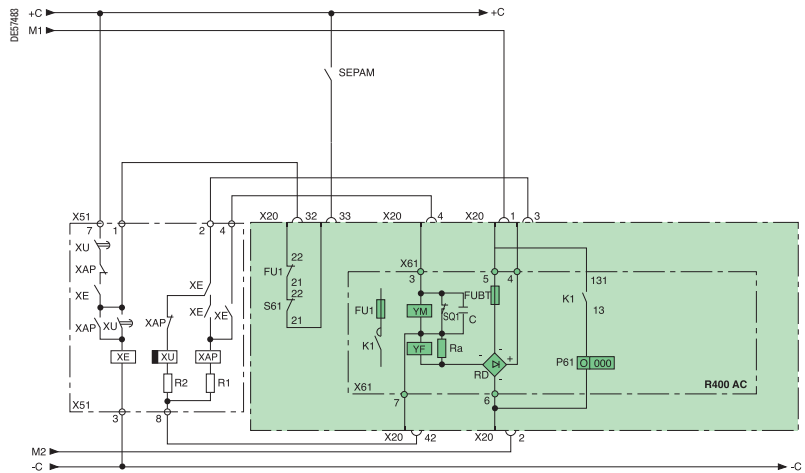 DE57483
+C
+C
M1
SEPAM
X51
X20
32
33
X20
4
X20
1
3
7
1
2
4
XU
XAP
XE
XAP
XU
XE
XAP
XE
XE
XE
XU
XAP
R2
R1
X51
3
8
FU1
22
21
22
S61
21
X61
3
5
4
FU1
K1
YM
SQ1
C
YF
Ra
FUBT
RD
-
-
+
-
131
K1
13
P61
O 000
R400 AC
X61
7
6
X20
42
X20
2
M2
-C
-C